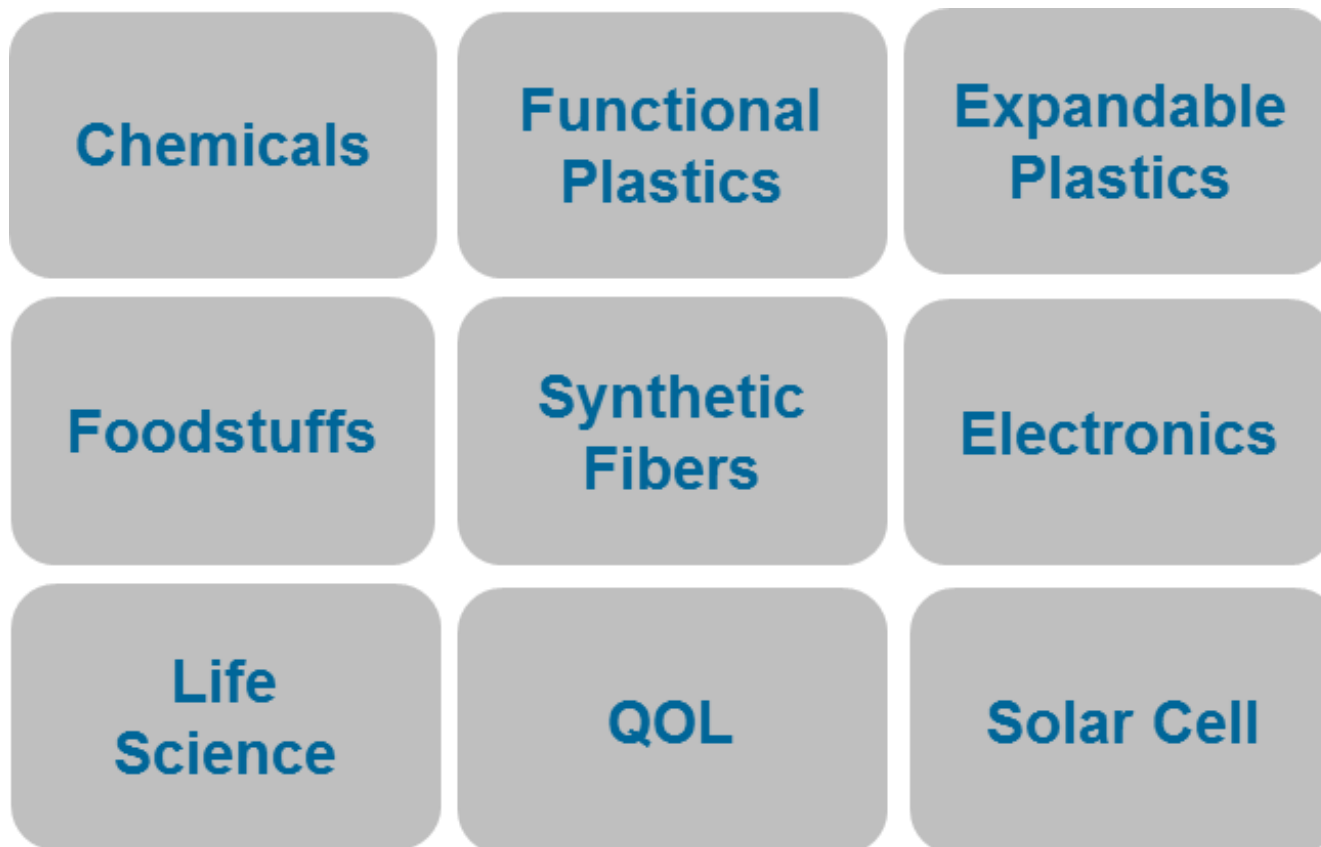 Chemicals
Functional
Plastics
Expandable
Plastics
Foodstuffs
Synthetic
Fibers
Electronics
Life
Science
QOL
Solar Cell